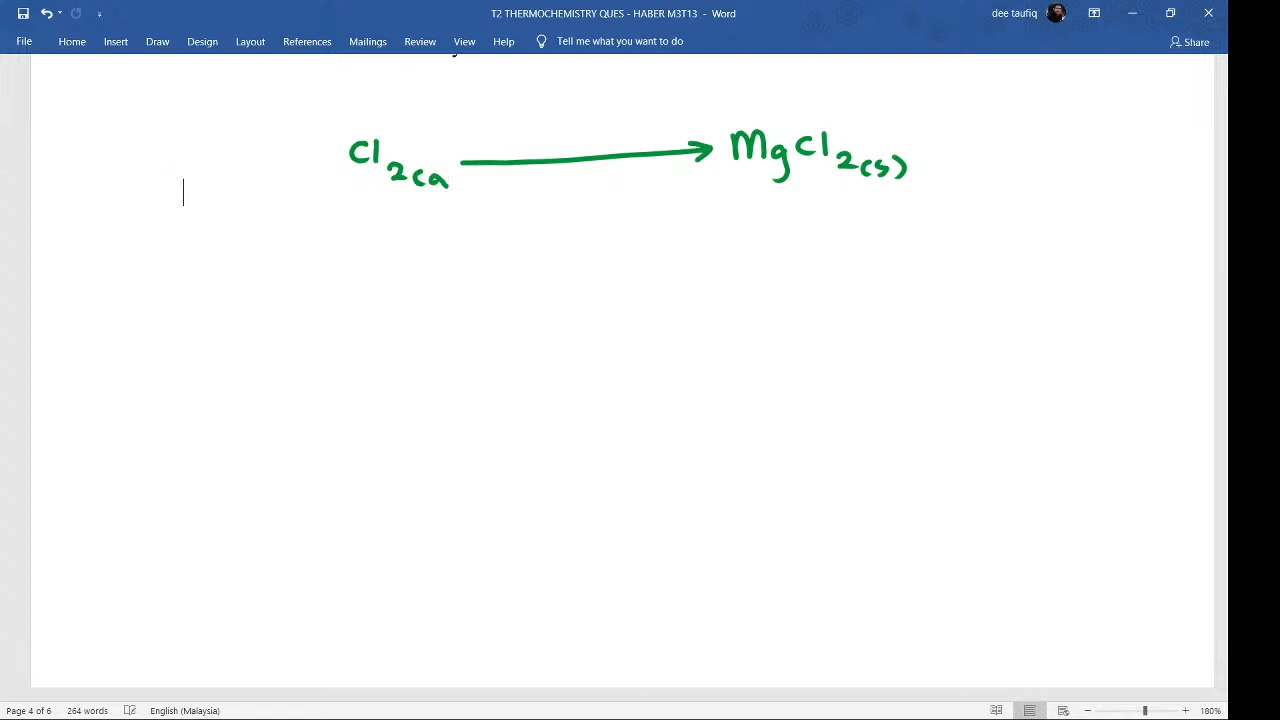 T2 THERMOCHEMISTRY QUES - HABER M3T13 - Word
dee taufiq
File Home Insert Draw Design Layout References Mailings Review View Help Tell me what you want to do
Share
Cl2(g → MgCl2(s)
Page 4 of 6 264 words English (Malaysia)
180%